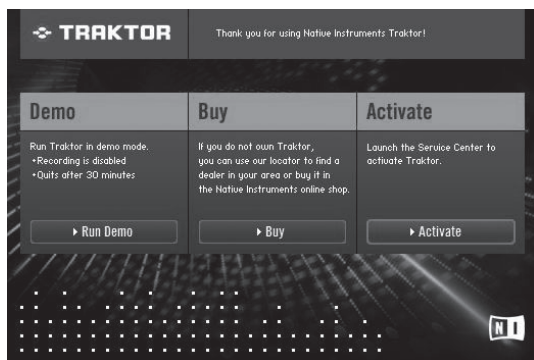 TRAKTOR
Thank you for using Native Instruments Traktor!
Demo
Run Traktor in demo mode.
•Recording is disabled
•Quits after 30 minutes
Run Demo
Buy
If you do not own Traktor,
you can use our locator to find a
dealer in your area or buy it in
the Native Instruments online shop.
Buy
Activate
Launch the Service Center to
activate Traktor.
Activate
NI